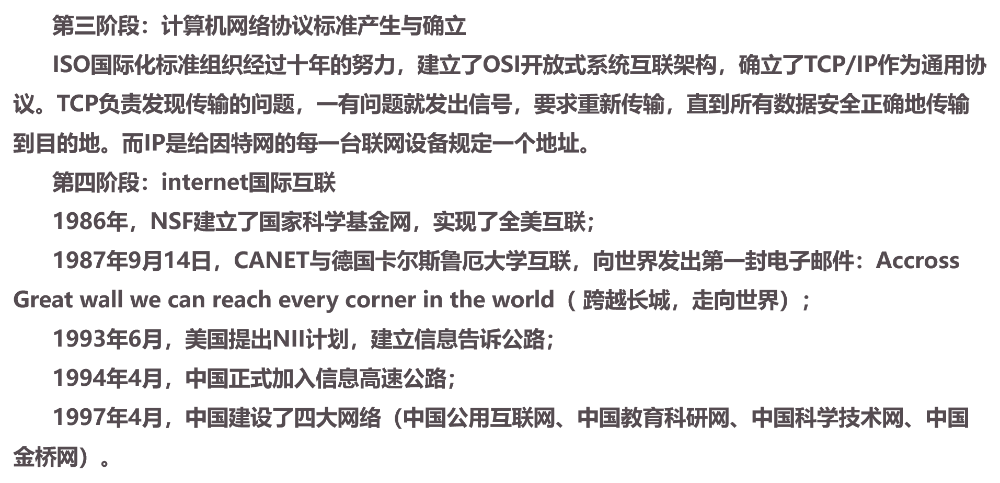 第三阶段：计算机网络协议标准产生与确立
ISO国际化标准组织经过十年的努力，建立了OSI开放式系统互联架构，确立了TCP/IP作为通用协
议。TCP负责发现传输的问题，一有问题就发出信号，要求重新传输，直到所有数据安全正确地传输
到目的地。而IP是给因特网的每一台联网设备规定一个地址。
第四阶段：internet国际互联
1986年，NSF建立了国家科学基金网，实现了全美互联；
1987年9月14日，CANET与德国卡尔斯鲁厄大学互联，向世界发出第一封电子邮件：Accross
Great wall we can reach every corner in the world（ 跨越长城，走向世界）；
1993年6月，美国提出NII计划，建立信息告诉公路；
1994年4月，中国正式加入信息高速公路；
1997年4月，中国建设了四大网络（中国公用互联网、中国教育科研网、中国科学技术网、中国
金桥网）。